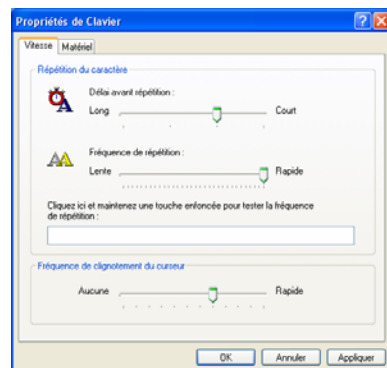 Propriétés de Clavier
Vitesse Matériel
Répétition du caractère
Délai avant répétition :
Long Court
Fréquence de répétition :
Lente Rapide
Cliquez ici et maintenez une touche enfoncée pour tester la fréquence
de répétition :
Fréquence de clignotement du curseur
Aucune Rapide
OK Annuler Appliquer